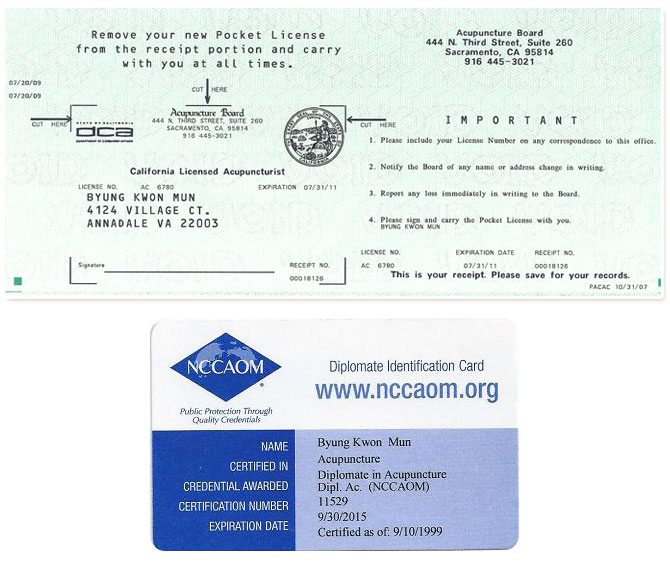 Remove your new Pocket License
from the receipt portion and carry
with you at all times.
Acupuncture Board
444 N. Third Street, Suite 260
Sacramento, CA 95814
916 445-3021
07/20/09
07/20/09
CUT HERE
CUT HERE
STATE OF CALIFORNIA
dca
DEPARTMENT OF CONSUMER AFFAIRS
Acupuncture Board
444 N. THIRD STREET, SUITE 260
SACRAMENTO, CA 95814
916 445-3021
CUT HERE
IMPORTANT
1. Please include your License Number on any correspondence to this office.
2. Notify the Board of any name or address change in writing.
3. Report any loss immediately in writing to the Board.
4. Please sign and carry the Pocket License with you.
BYUNG KWON MUN
California Licensed Acupuncturist
LICENSE NO. AC 6780 EXPIRATION 07/31/11
BYUNG KWON MUN
4124 VILLAGE CT.
ANNADALE VA 22003
Signature
RECEIPT NO.
00018126
LICENSE NO. EXPIRATION DATE RECEIPT NO.
AC 6780 07/31/11 00018126
This is your receipt. Please save for your records.
PACAC 10/31/07
NCCAOM®
Public Protection Through
Quality Credentials
Diplomate Identification Card
www.nccaom.org
NAME Byung Kwon Mun
CERTIFIED IN Acupuncture
CREDENTIAL AWARDED Diplomate in Acupuncture
Dipl. Ac. (NCCAOM)
CERTIFICATION NUMBER 11529
EXPIRATION DATE 9/30/2015
Certified as of: 9/10/1999